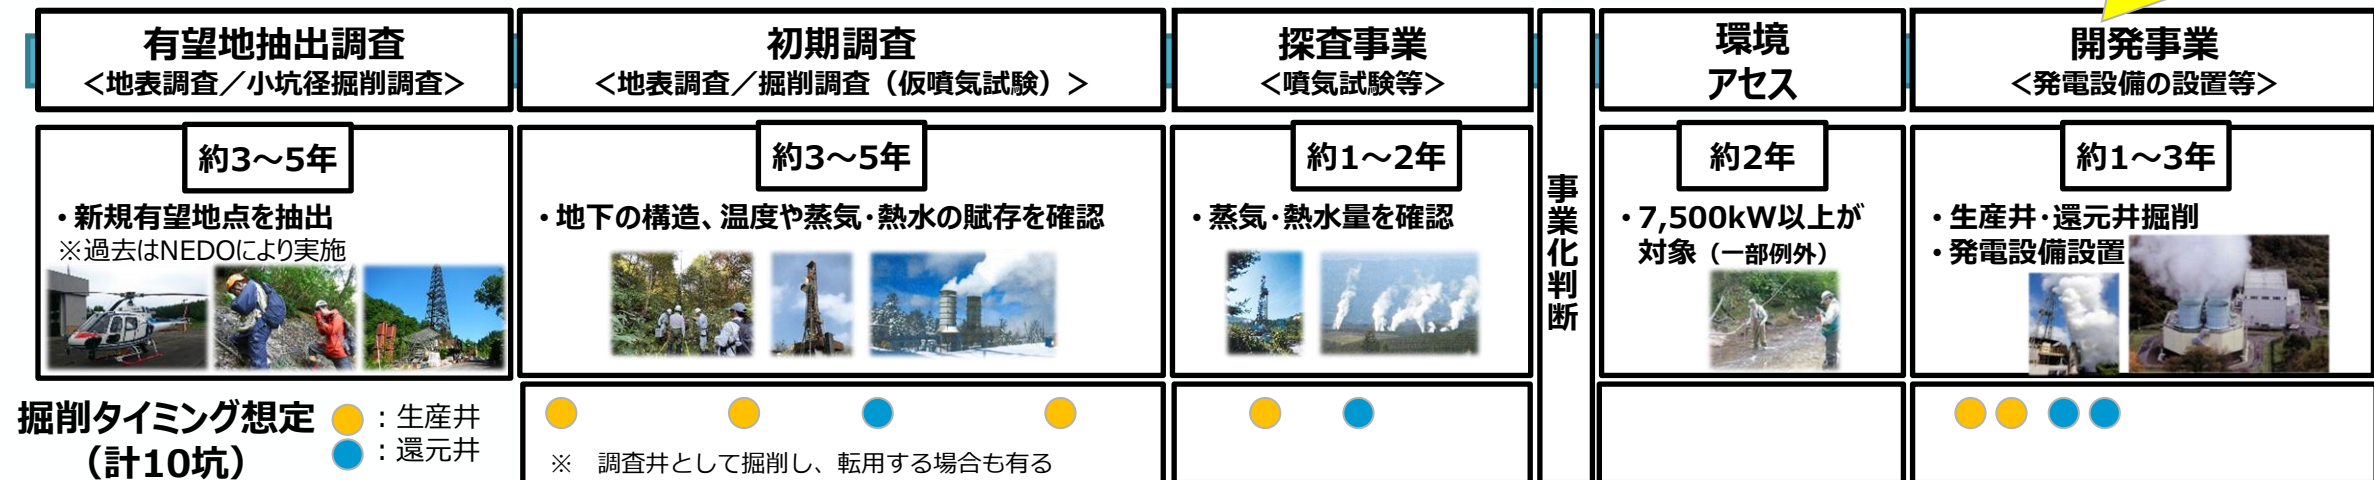 有望地抽出調査
<地表調査／小坑径掘削調査>
初期調査
<地表調査／掘削調査（仮噴気試験）>
探査事業
<噴気試験等>
事業化判断
環境
アセス
開発事業
<発電設備の設置等>
約3～5年
・新規有望地点を抽出
※過去はNEDOにより実施
約3～5年
・地下の構造、温度や蒸気・熱水の賦存を確認
約1～2年
・蒸気・熱水量を確認
約2年
・7,500kW以上が
対象（一部例外）
約1～3年
・生産井・還元井掘削
・発電設備設置
掘削タイミング想定
（計10坑）
：生産井
：還元井
※　調査井として掘削し、転用する場合も有る